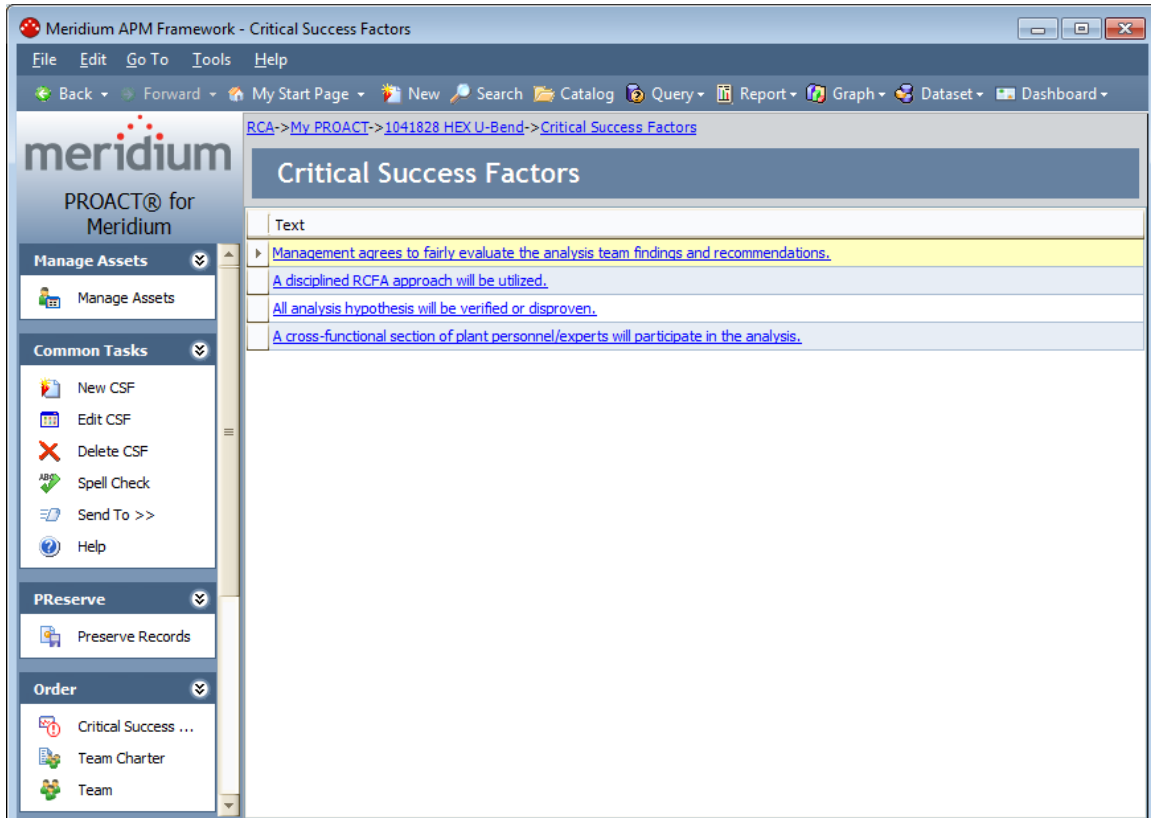 Meridium APM Framework - Critical Success Factors
File Edit Go To Tools Help
Back Forward My Start Page New Search Catalog Query Report Graph Dataset Dashboard
RCA->My PROACT->1041828 HEX U-Bend->Critical Success Factors
meridium
PROACT® for
Meridium
Critical Success Factors
Text
Management agrees to fairly evaluate the analysis team findings and recommendations.
A disciplined RCFA approach will be utilized.
All analysis hypothesis will be verified or disproven.
A cross-functional section of plant personnel/experts will participate in the analysis.
Manage Assets
Manage Assets
Common Tasks
New CSF
Edit CSF
Delete CSF
ABC
Spell Check
Send To >>
Help
PReserve
Preserve Records
Order
Critical Success ...
Team Charter
Team